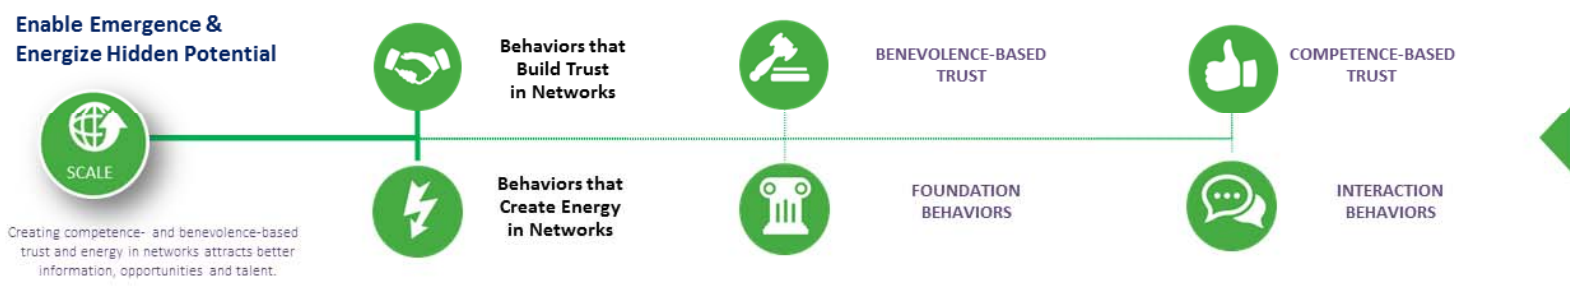 Enable Emergence &
Energize Hidden Potential
SCALE
Creating competence- and benevolence-based
trust and energy in networks attracts better
information, opportunities and talent.
Behaviors that
Build Trust
in Networks
BENEVOLENCE-BASED
TRUST
COMPETENCE-BASED
TRUST
Behaviors that
Create Energy
in Networks
FOUNDATION
BEHAVIORS
INTERACTION
BEHAVIORS